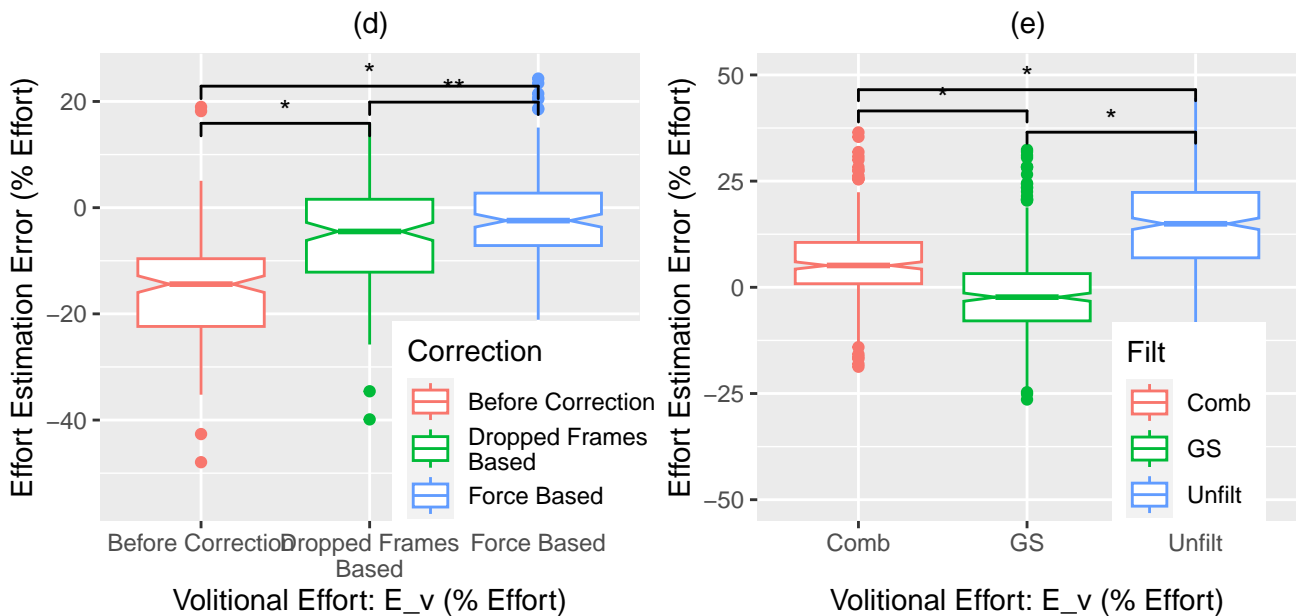 (d)
Effort Estimation Error (% Effort)
20
0
−20
−40
*
*
**
Correction
Before Correction
Dropped Frames
Based
Force Based
Before Correction
Dropped Frames
Based
Force Based
Volitional Effort: E_v (% Effort)
(e)
Effort Estimation Error (% Effort)
50
25
0
−25
−50
*
*
*
Filt
Comb
GS
Unfilt
Comb
GS
Unfilt
Volitional Effort: E_v (% Effort)